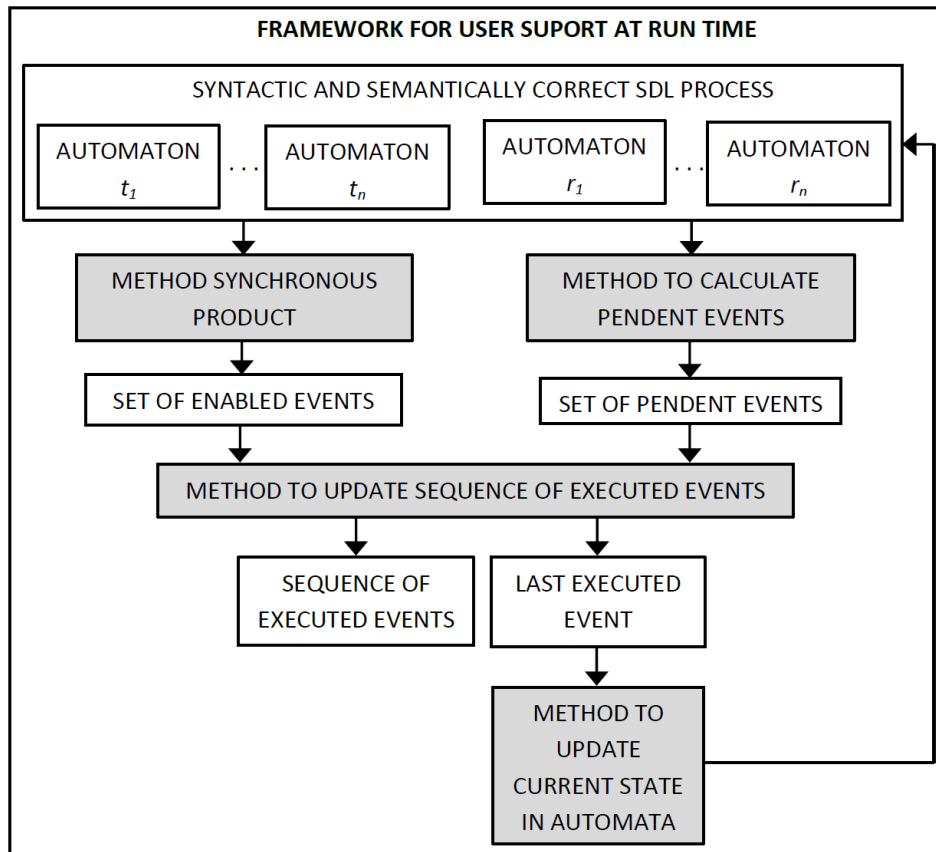 FRAMEWORK FOR USER SUPORT AT RUN TIME
SYNTACTIC AND SEMANTICALLY CORRECT SDL PROCESS
AUTOMATON
t1
. . .
AUTOMATON
tn
AUTOMATON
r1
. . .
AUTOMATON
rn
METHOD SYNCHRONOUS
PRODUCT
METHOD TO CALCULATE
PENDENT EVENTS
SET OF ENABLED EVENTS
SET OF PENDENT EVENTS
METHOD TO UPDATE SEQUENCE OF EXECUTED EVENTS
SEQUENCE OF
EXECUTED EVENTS
LAST EXECUTED
EVENT
METHOD TO
UPDATE
CURRENT STATE
IN AUTOMATA